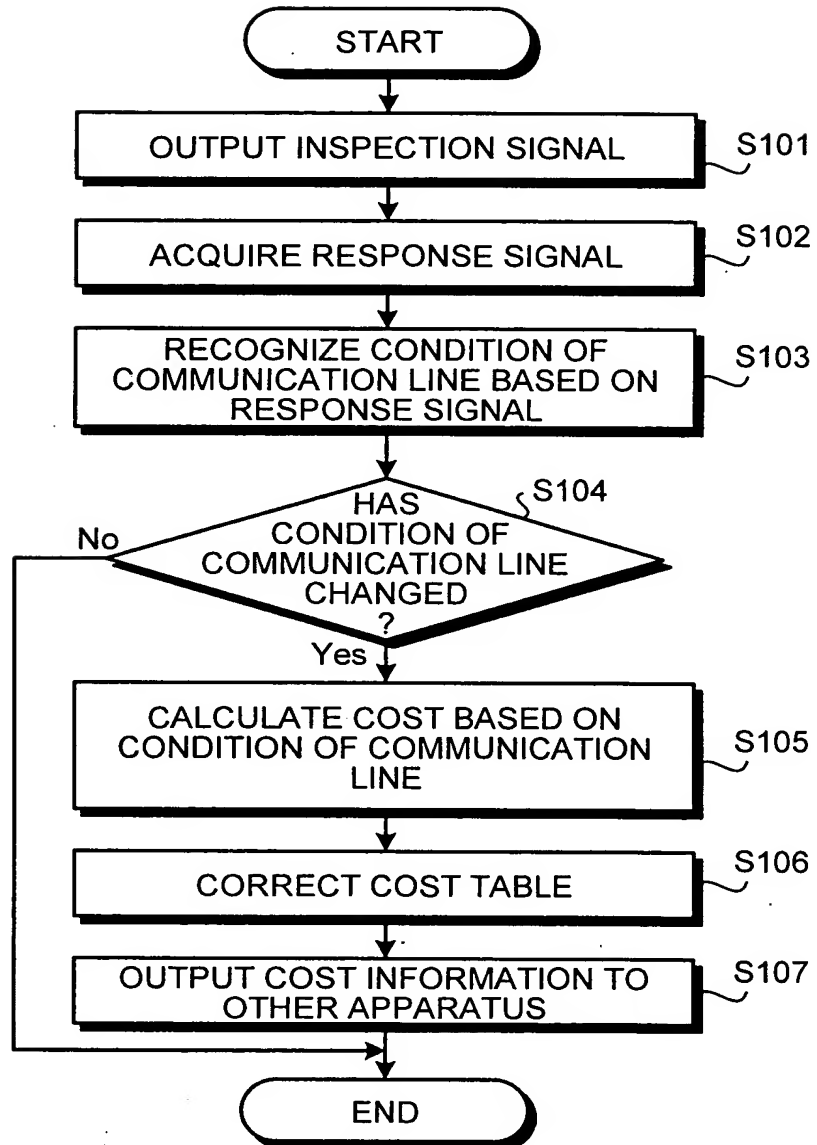 START
OUTPUT INSPECTION SIGNAL
S101
ACQUIRE RESPONSE SIGNAL
S102
RECOGNIZE CONDITION OF
COMMUNICATION LINE BASED ON
RESPONSE SIGNAL
S103
HAS
CONDITION OF
COMMUNICATION LINE
CHANGED
?
S104
No
Yes
CALCULATE COST BASED ON
CONDITION OF COMMUNICATION
LINE
S105
CORRECT COST TABLE
S106
OUTPUT COST INFORMATION TO
OTHER APPARATUS
S107
END